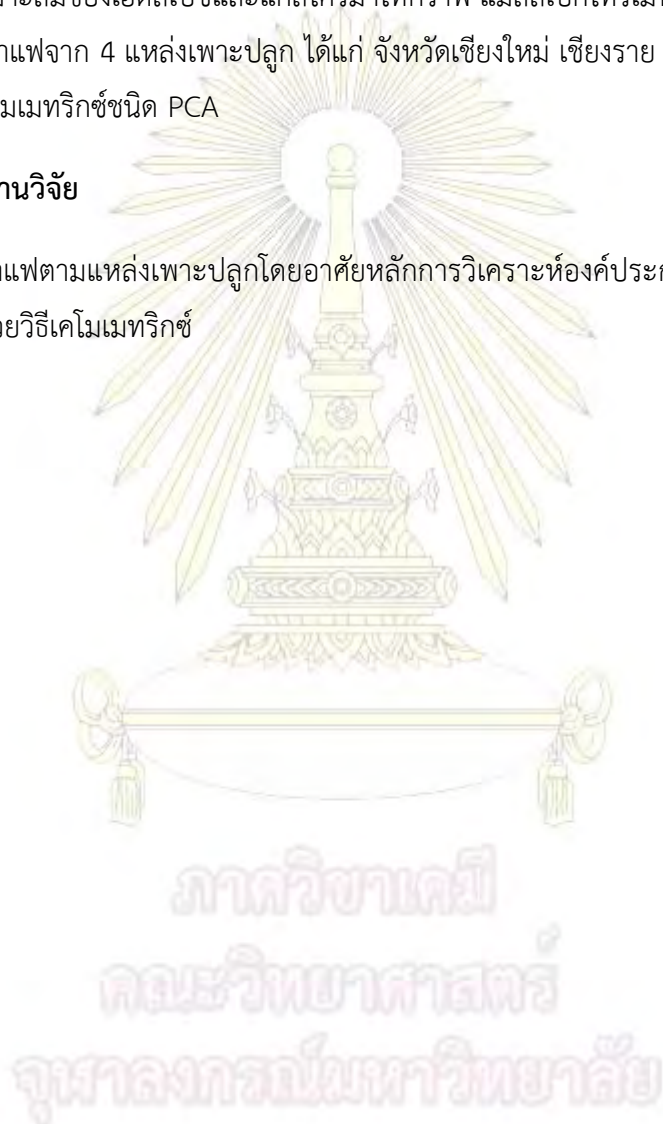 าแฟจาก 4 แหล่งเพาะปลูก ได้แก่ จังหวัดเชียงใหม่ เชียงราย
มเมทริกซ์ชนิด PCA
านวิจัย
าแฟตามแหล่งเพาะปลูกโดยอาศัยหลักการวิเคราะห์องค์ประก
วยวิธีเคโมเมทริกซ์
ภาควิชาเคมี
คณะวิทยาศาสตร์
จุฬาลงกรณ์มหาวิทยาลัย